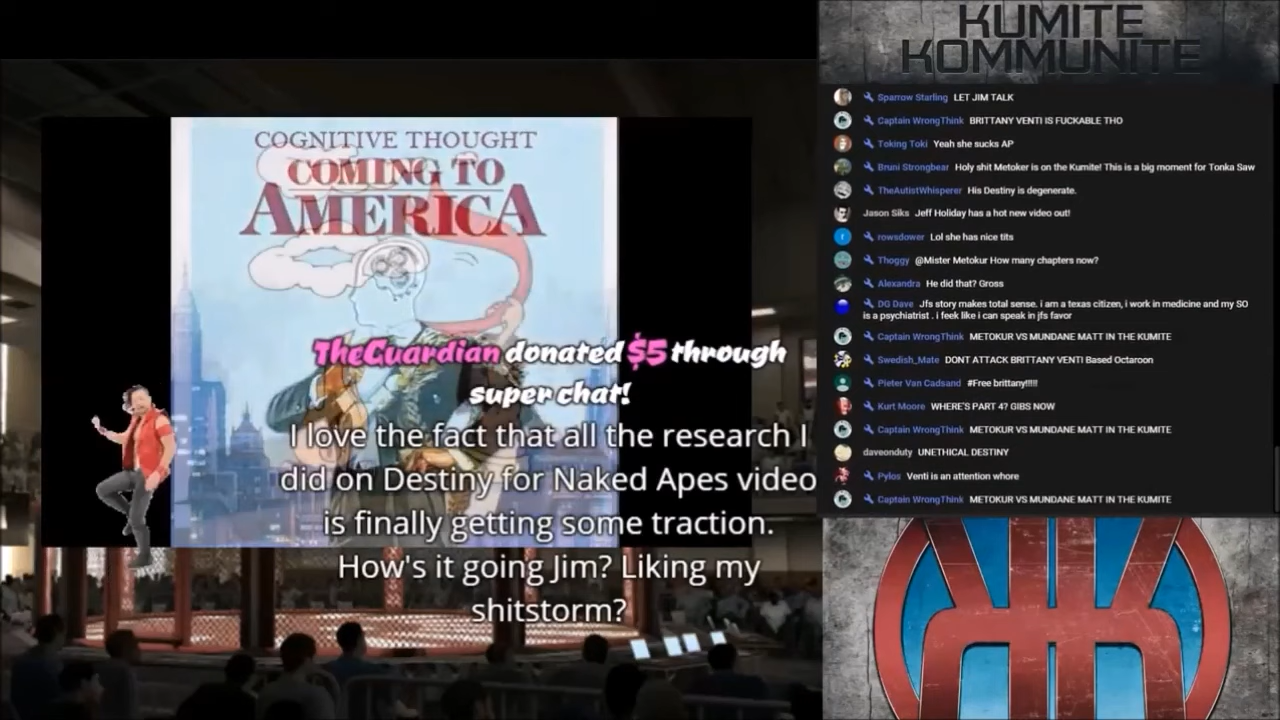 KUMITE
KOMMUNITE
COGNITIVE THOUGHT
COMING TO
AMERICA
TheGuardian donated $5 through
super chat!
I love the fact that all the research I
did on Destiny for Naked Apes video
is finally getting some traction.
How's it going Jim? Liking my
shitstorm?
Sparrow Starling LET JIM TALK
Captain WrongThink BRITTANY VENTI IS FUCKABLE THO
Toking Toki Yeah she sucks AP
Bruni Strongbear Holy shit Metoker is on the Kumite! This is a big moment for Tonka Saw
TheAutistWhisperer His Destiny is degenerate.
Jason Siks Jeff Holiday has a hot new video out!
rowsdower Lol she has nice tits
Thoggy @Mister Metokur How many chapters now?
Alexandra He did that? Gross
DG Dave Jfs story makes total sense. i am a texas citizen, i work in medicine and my SO
is a psychiatrist . i feek like i can speak in jfs favor
Captain WrongThink METOKUR VS MUNDANE MATT IN THE KUMITE
Swedish_Mate DONT ATTACK BRITTANY VENTI Based Octaroon
Pieter Van Cadsand #Free brittany!!!!!
Kurt Moore WHERE'S PART 4? GIBS NOW
Captain WrongThink METOKUR VS MUNDANE MATT IN THE KUMITE
daveonduty UNETHICAL DESTINY
Pylos Venti is an attention whore
Captain WrongThink METOKUR VS MUNDANE MATT IN THE KUMITE